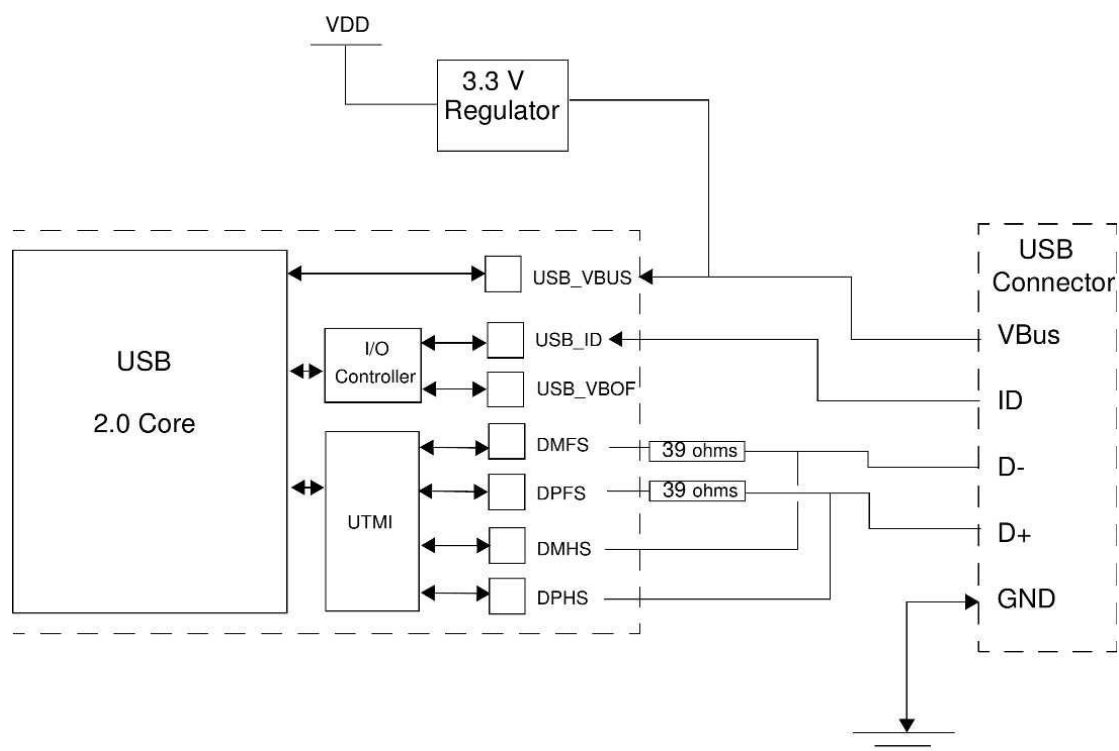 VDD
3.3 V
Regulator
USB
2.0 Core
I/O
Controller
UTMI
USB_VBUS
USB_ID
USB_VBOF
DMFS
DPFS
DMHS
DPHS
39 ohms
39 ohms
USB
Connector
VBus
ID
D-
D+
GND